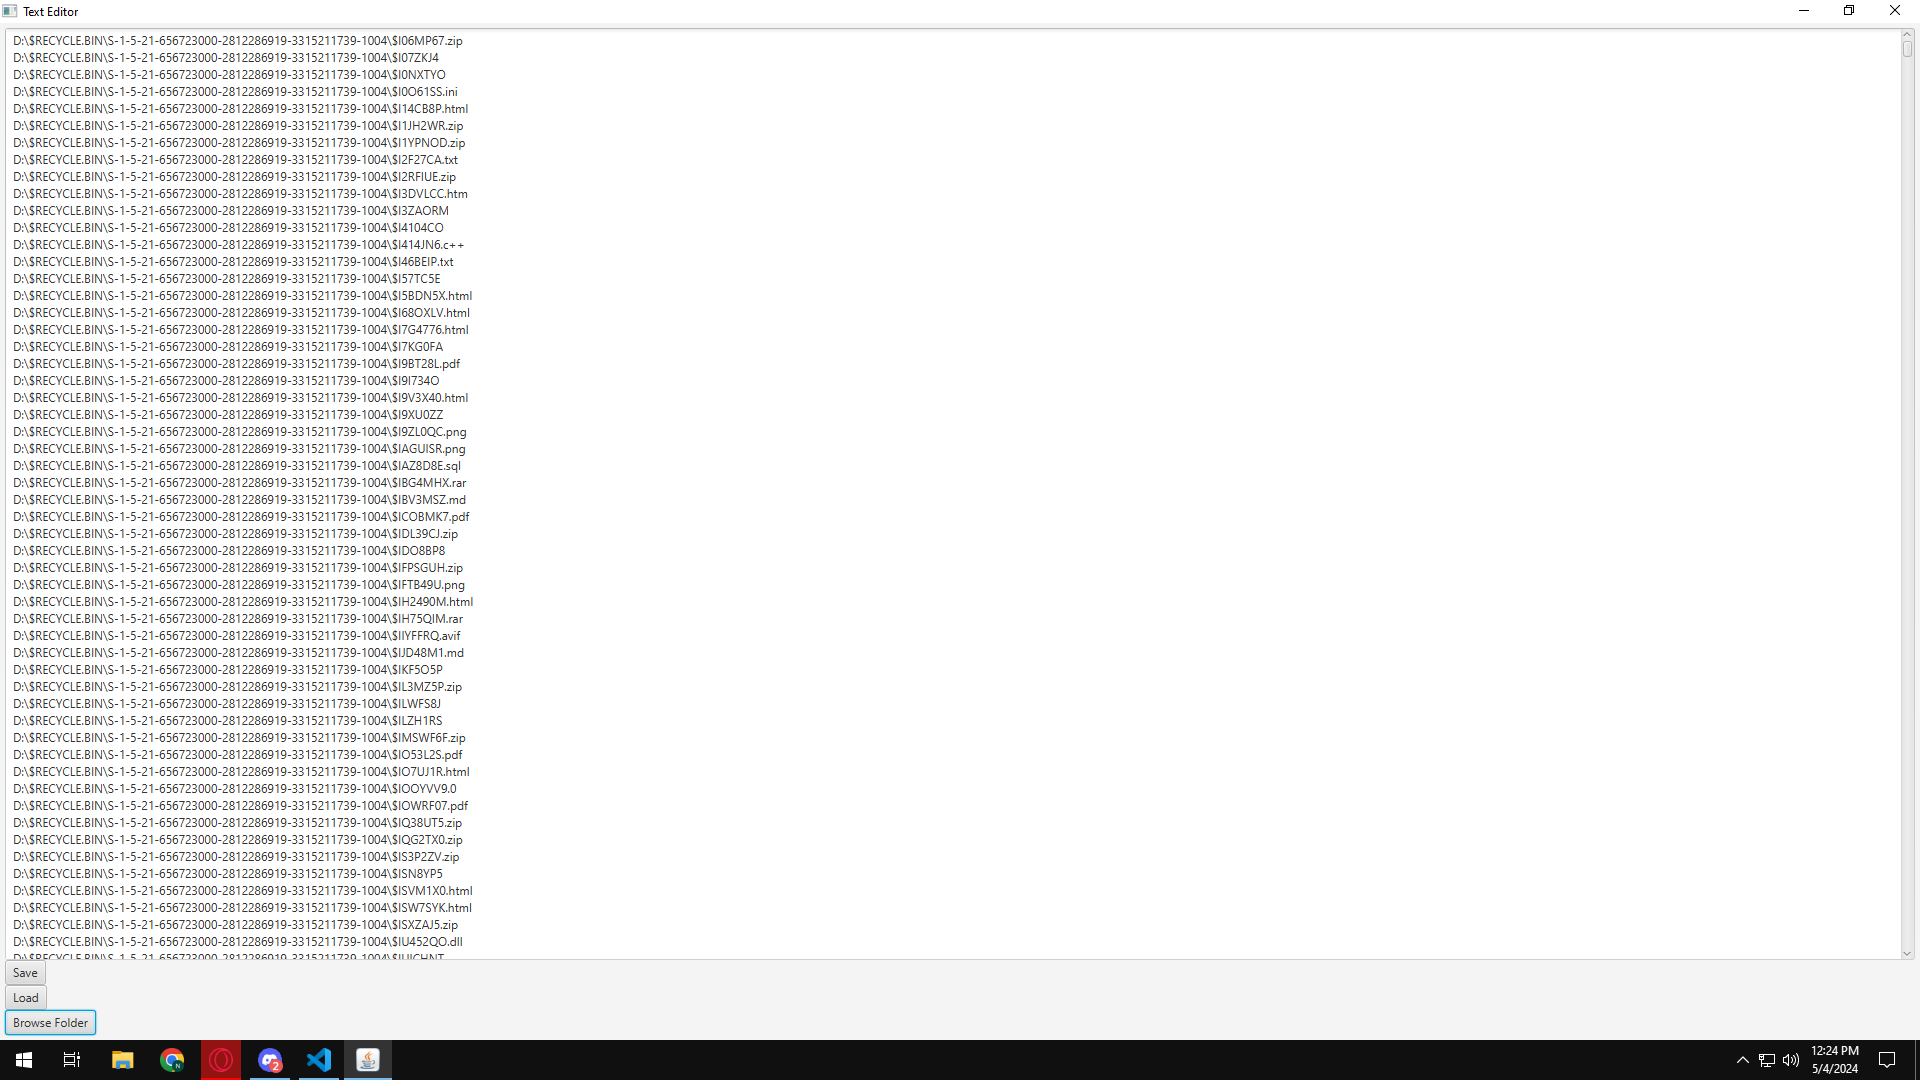 Text Editor
D:\$RECYCLE.BIN\S-1-5-21-656723000-2812286919-3315211739-1004\$I06MP67.zip
D:\$RECYCLE.BIN\S-1-5-21-656723000-2812286919-3315211739-1004\$I07ZKJ4
D:\$RECYCLE.BIN\S-1-5-21-656723000-2812286919-3315211739-1004\$I0NXTYO
D:\$RECYCLE.BIN\S-1-5-21-656723000-2812286919-3315211739-1004\$I0O61SS.ini
D:\$RECYCLE.BIN\S-1-5-21-656723000-2812286919-3315211739-1004\$I14CB8P.html
D:\$RECYCLE.BIN\S-1-5-21-656723000-2812286919-3315211739-1004\$I1JH2WR.zip
D:\$RECYCLE.BIN\S-1-5-21-656723000-2812286919-3315211739-1004\$I1YPNOD.zip
D:\$RECYCLE.BIN\S-1-5-21-656723000-2812286919-3315211739-1004\$I2F27CA.txt
D:\$RECYCLE.BIN\S-1-5-21-656723000-2812286919-3315211739-1004\$I2RFIUE.zip
D:\$RECYCLE.BIN\S-1-5-21-656723000-2812286919-3315211739-1004\$I3DVLCC.htm
D:\$RECYCLE.BIN\S-1-5-21-656723000-2812286919-3315211739-1004\$I3ZAORM
D:\$RECYCLE.BIN\S-1-5-21-656723000-2812286919-3315211739-1004\$I4104CO
D:\$RECYCLE.BIN\S-1-5-21-656723000-2812286919-3315211739-1004\$I414JN6.c++
D:\$RECYCLE.BIN\S-1-5-21-656723000-2812286919-3315211739-1004\$I46BEIP.txt
D:\$RECYCLE.BIN\S-1-5-21-656723000-2812286919-3315211739-1004\$I57TC5E
D:\$RECYCLE.BIN\S-1-5-21-656723000-2812286919-3315211739-1004\$I5BDN5X.html
D:\$RECYCLE.BIN\S-1-5-21-656723000-2812286919-3315211739-1004\$I68OXLV.html
D:\$RECYCLE.BIN\S-1-5-21-656723000-2812286919-3315211739-1004\$I7G4776.html
D:\$RECYCLE.BIN\S-1-5-21-656723000-2812286919-3315211739-1004\$I7KG0FA
D:\$RECYCLE.BIN\S-1-5-21-656723000-2812286919-3315211739-1004\$I9BT28L.pdf
D:\$RECYCLE.BIN\S-1-5-21-656723000-2812286919-3315211739-1004\$I9I734O
D:\$RECYCLE.BIN\S-1-5-21-656723000-2812286919-3315211739-1004\$I9V3X40.html
D:\$RECYCLE.BIN\S-1-5-21-656723000-2812286919-3315211739-1004\$I9XU0ZZ
D:\$RECYCLE.BIN\S-1-5-21-656723000-2812286919-3315211739-1004\$I9ZL0QC.png
D:\$RECYCLE.BIN\S-1-5-21-656723000-2812286919-3315211739-1004\$IAGUISR.png
D:\$RECYCLE.BIN\S-1-5-21-656723000-2812286919-3315211739-1004\$IAZ8D8E.sql
D:\$RECYCLE.BIN\S-1-5-21-656723000-2812286919-3315211739-1004\$IBG4MHX.rar
D:\$RECYCLE.BIN\S-1-5-21-656723000-2812286919-3315211739-1004\$IBV3MSZ.md
D:\$RECYCLE.BIN\S-1-5-21-656723000-2812286919-3315211739-1004\$ICOBMK7.pdf
D:\$RECYCLE.BIN\S-1-5-21-656723000-2812286919-3315211739-1004\$IDL39CJ.zip
D:\$RECYCLE.BIN\S-1-5-21-656723000-2812286919-3315211739-1004\$IDO8BP8
D:\$RECYCLE.BIN\S-1-5-21-656723000-2812286919-3315211739-1004\$IFPSGUH.zip
D:\$RECYCLE.BIN\S-1-5-21-656723000-2812286919-3315211739-1004\$IFTB49U.png
D:\$RECYCLE.BIN\S-1-5-21-656723000-2812286919-3315211739-1004\$IH2490M.html
D:\$RECYCLE.BIN\S-1-5-21-656723000-2812286919-3315211739-1004\$IH75QIM.rar
D:\$RECYCLE.BIN\S-1-5-21-656723000-2812286919-3315211739-1004\$IIYFFRQ.avif
D:\$RECYCLE.BIN\S-1-5-21-656723000-2812286919-3315211739-1004\$IJD48M1.md
D:\$RECYCLE.BIN\S-1-5-21-656723000-2812286919-3315211739-1004\$IKF5O5P
D:\$RECYCLE.BIN\S-1-5-21-656723000-2812286919-3315211739-1004\$IL3MZ5P.zip
D:\$RECYCLE.BIN\S-1-5-21-656723000-2812286919-3315211739-1004\$ILWFS8J
D:\$RECYCLE.BIN\S-1-5-21-656723000-2812286919-3315211739-1004\$ILZH1RS
D:\$RECYCLE.BIN\S-1-5-21-656723000-2812286919-3315211739-1004\$IMSWF6F.zip
D:\$RECYCLE.BIN\S-1-5-21-656723000-2812286919-3315211739-1004\$IO53L2S.pdf
D:\$RECYCLE.BIN\S-1-5-21-656723000-2812286919-3315211739-1004\$IO7UJ1R.html
D:\$RECYCLE.BIN\S-1-5-21-656723000-2812286919-3315211739-1004\$IOOYVV9.0
D:\$RECYCLE.BIN\S-1-5-21-656723000-2812286919-3315211739-1004\$IOWRF07.pdf
D:\$RECYCLE.BIN\S-1-5-21-656723000-2812286919-3315211739-1004\$IQ38UT5.zip
D:\$RECYCLE.BIN\S-1-5-21-656723000-2812286919-3315211739-1004\$IQG2TX0.zip
D:\$RECYCLE.BIN\S-1-5-21-656723000-2812286919-3315211739-1004\$IS3P2ZV.zip
D:\$RECYCLE.BIN\S-1-5-21-656723000-2812286919-3315211739-1004\$ISN8YP5
D:\$RECYCLE.BIN\S-1-5-21-656723000-2812286919-3315211739-1004\$ISVM1X0.html
D:\$RECYCLE.BIN\S-1-5-21-656723000-2812286919-3315211739-1004\$ISW7SYK.html
D:\$RECYCLE.BIN\S-1-5-21-656723000-2812286919-3315211739-1004\$ISXZAJ5.zip
D:\$RECYCLE.BIN\S-1-5-21-656723000-2812286919-3315211739-1004\$IU452QO.dll
Save
Load
Browse Folder
N
2
12:24 PM
5/4/2024